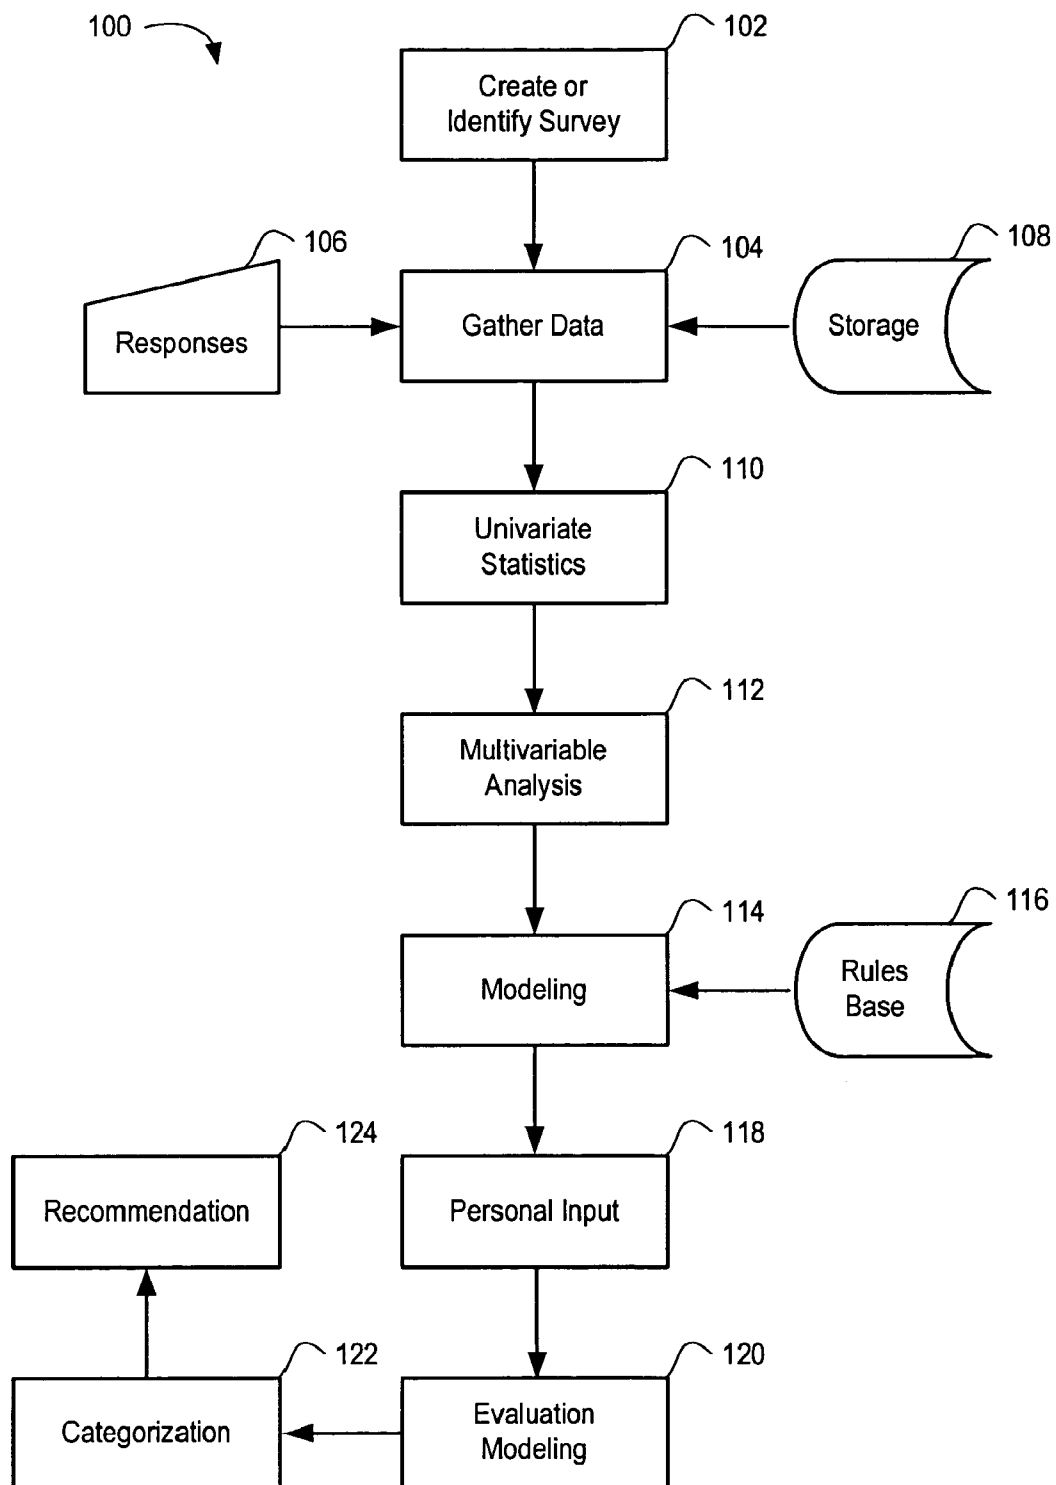 100
102
Create or
Identify Survey
106
104
108
Responses
Gather Data
Storage
110
Univariate
Statistics
112
Multivariable
Analysis
114
116
Modeling
Rules
Base
124
118
Recommendation
Personal Input
122
120
Categorization
Evaluation
Modeling